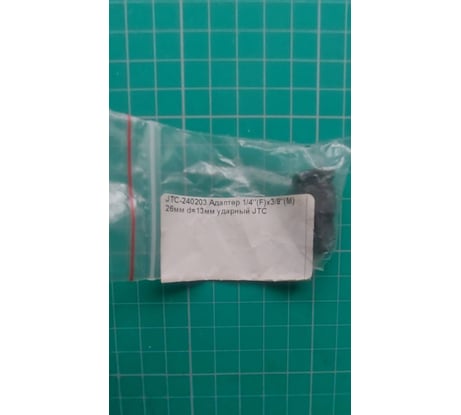 JTC-240203 Адаптер 1/4"(F)x3/8"(M)
26мм d=13мм ударный JTC